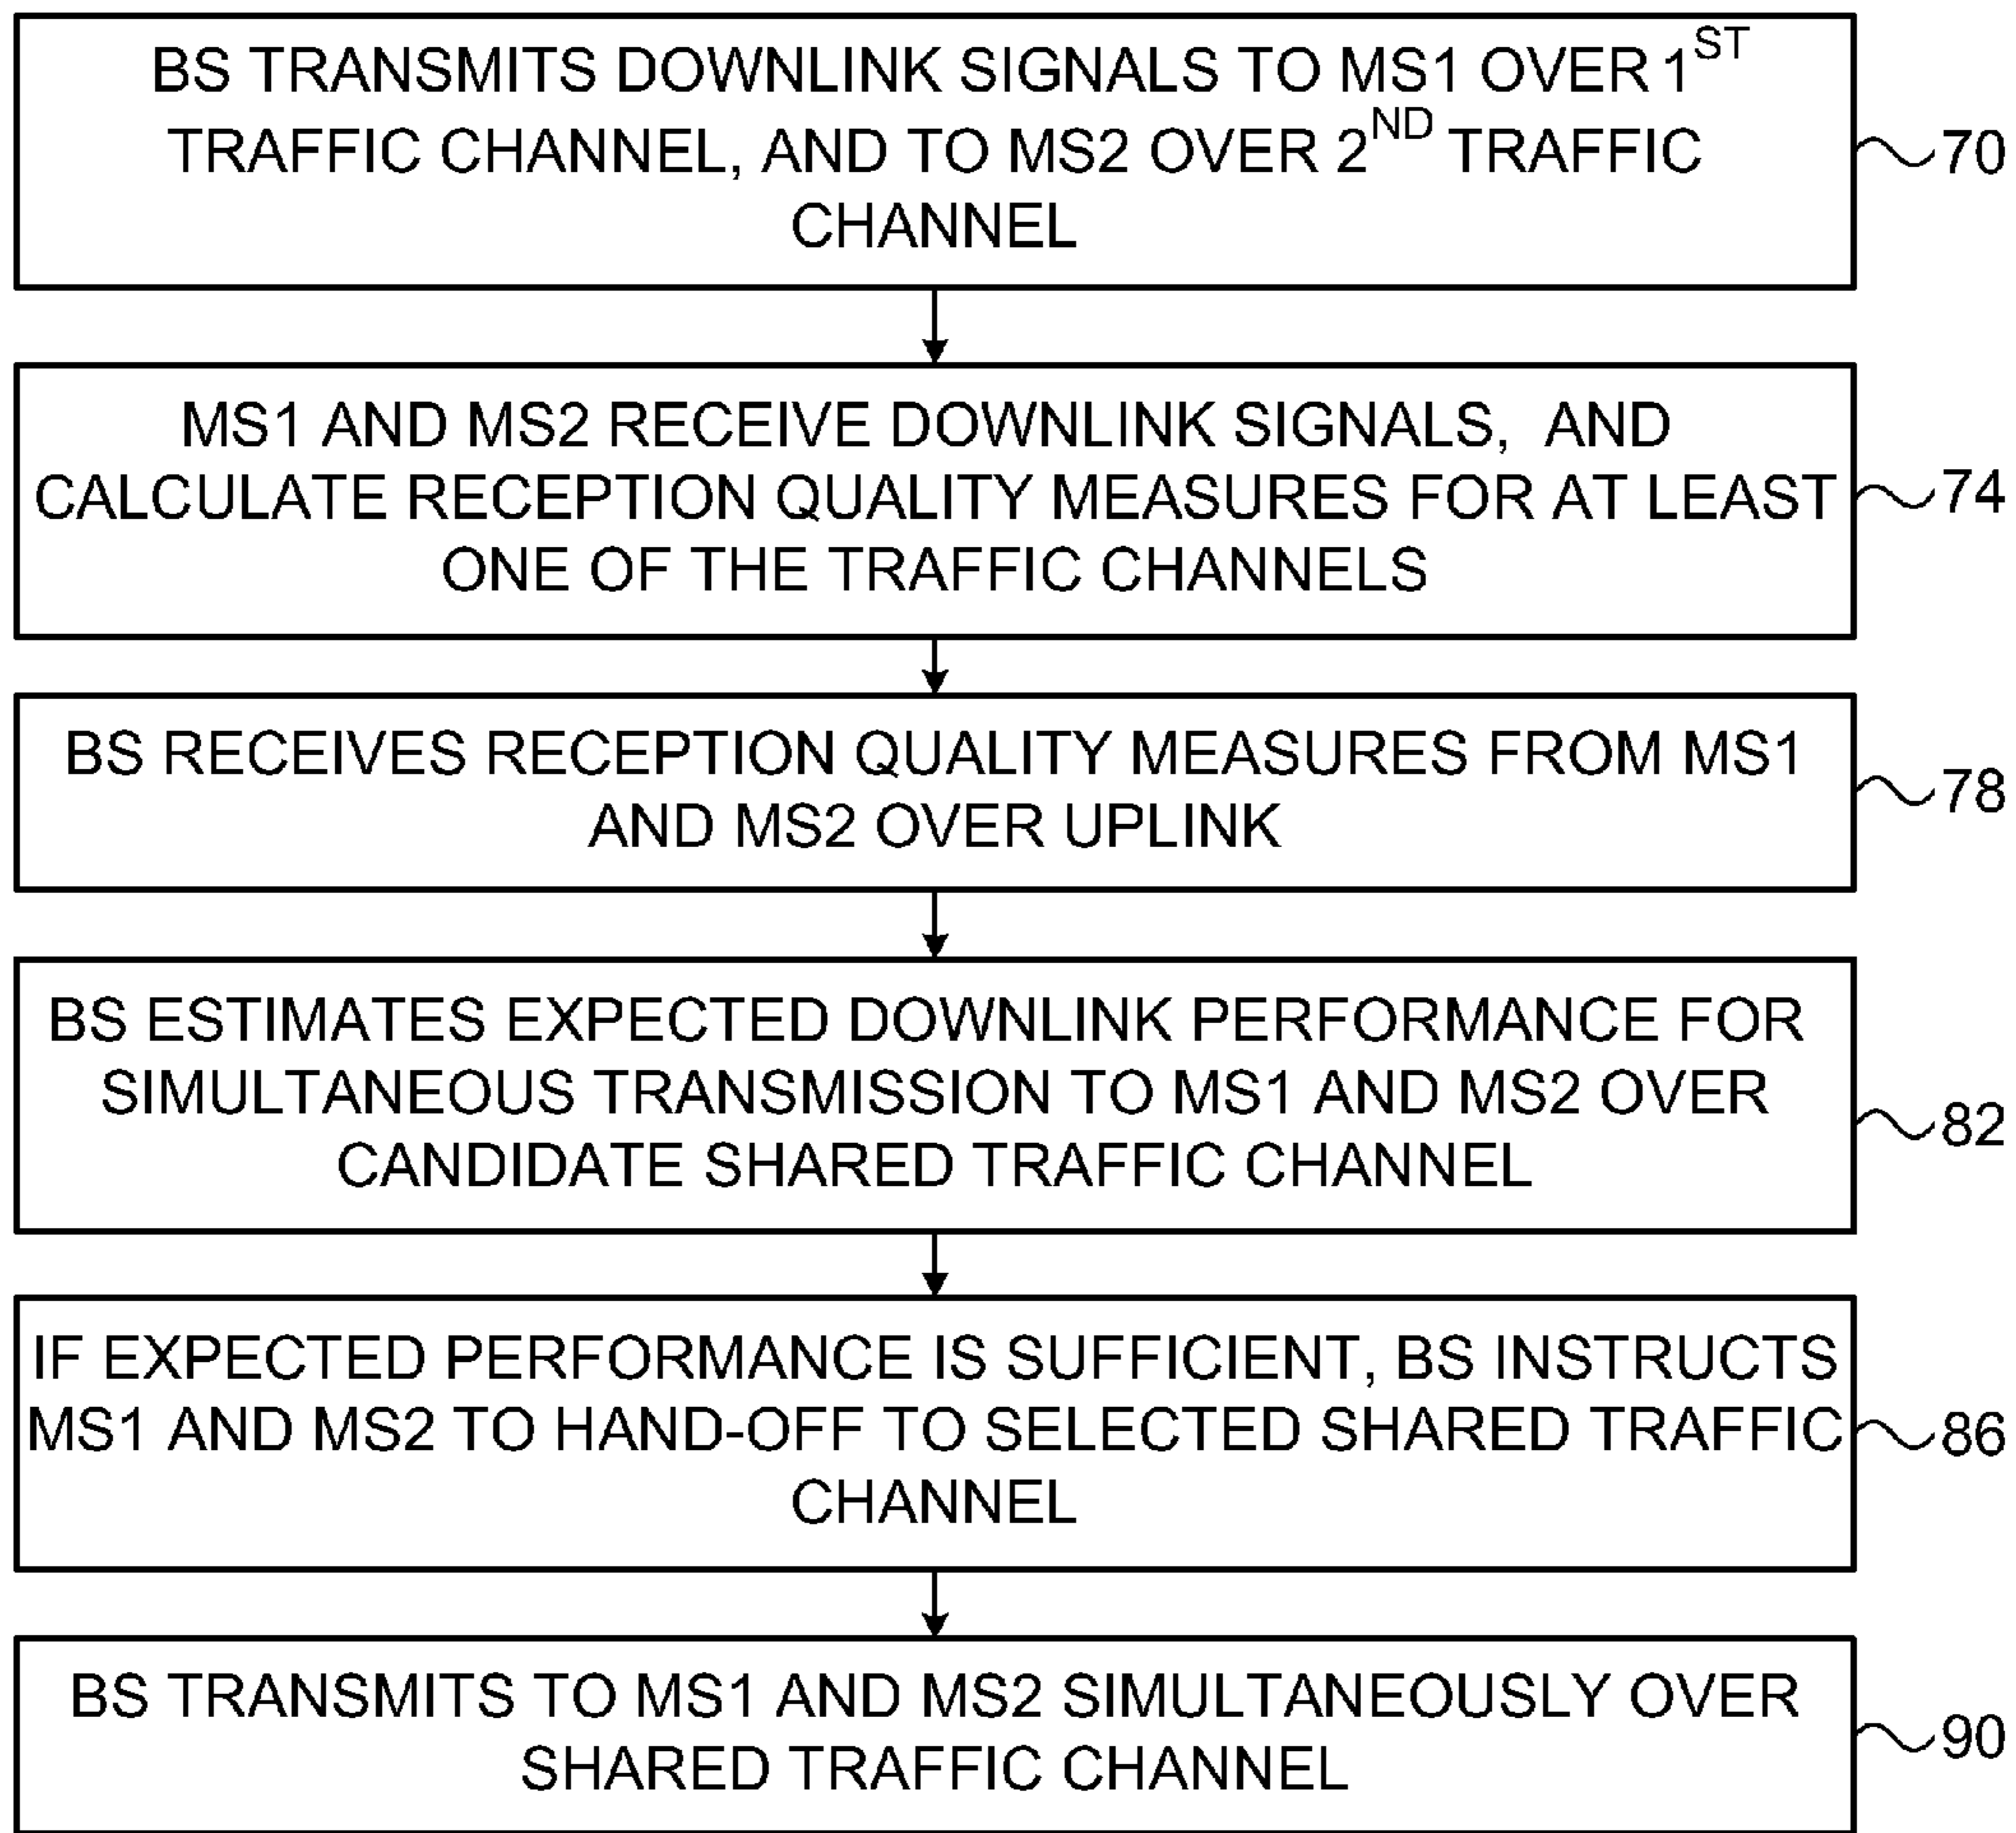 BS TRANSMITS DOWNLINK SIGNALS TO MS1 OVER 1ST
TRAFFIC CHANNEL, AND TO MS2 OVER 2ND TRAFFIC
CHANNEL
70
MS1 AND MS2 RECEIVE DOWNLINK SIGNALS, AND
CALCULATE RECEPTION QUALITY MEASURES FOR AT LEAST
ONE OF THE TRAFFIC CHANNELS
74
BS RECEIVES RECEPTION QUALITY MEASURES FROM MS1
AND MS2 OVER UPLINK
78
BS ESTIMATES EXPECTED DOWNLINK PERFORMANCE FOR
SIMULTANEOUS TRANSMISSION TO MS1 AND MS2 OVER
CANDIDATE SHARED TRAFFIC CHANNEL
82
IF EXPECTED PERFORMANCE IS SUFFICIENT, BS INSTRUCTS
MS1 AND MS2 TO HAND-OFF TO SELECTED SHARED TRAFFIC
CHANNEL
86
BS TRANSMITS TO MS1 AND MS2 SIMULTANEOUSLY OVER
SHARED TRAFFIC CHANNEL
90